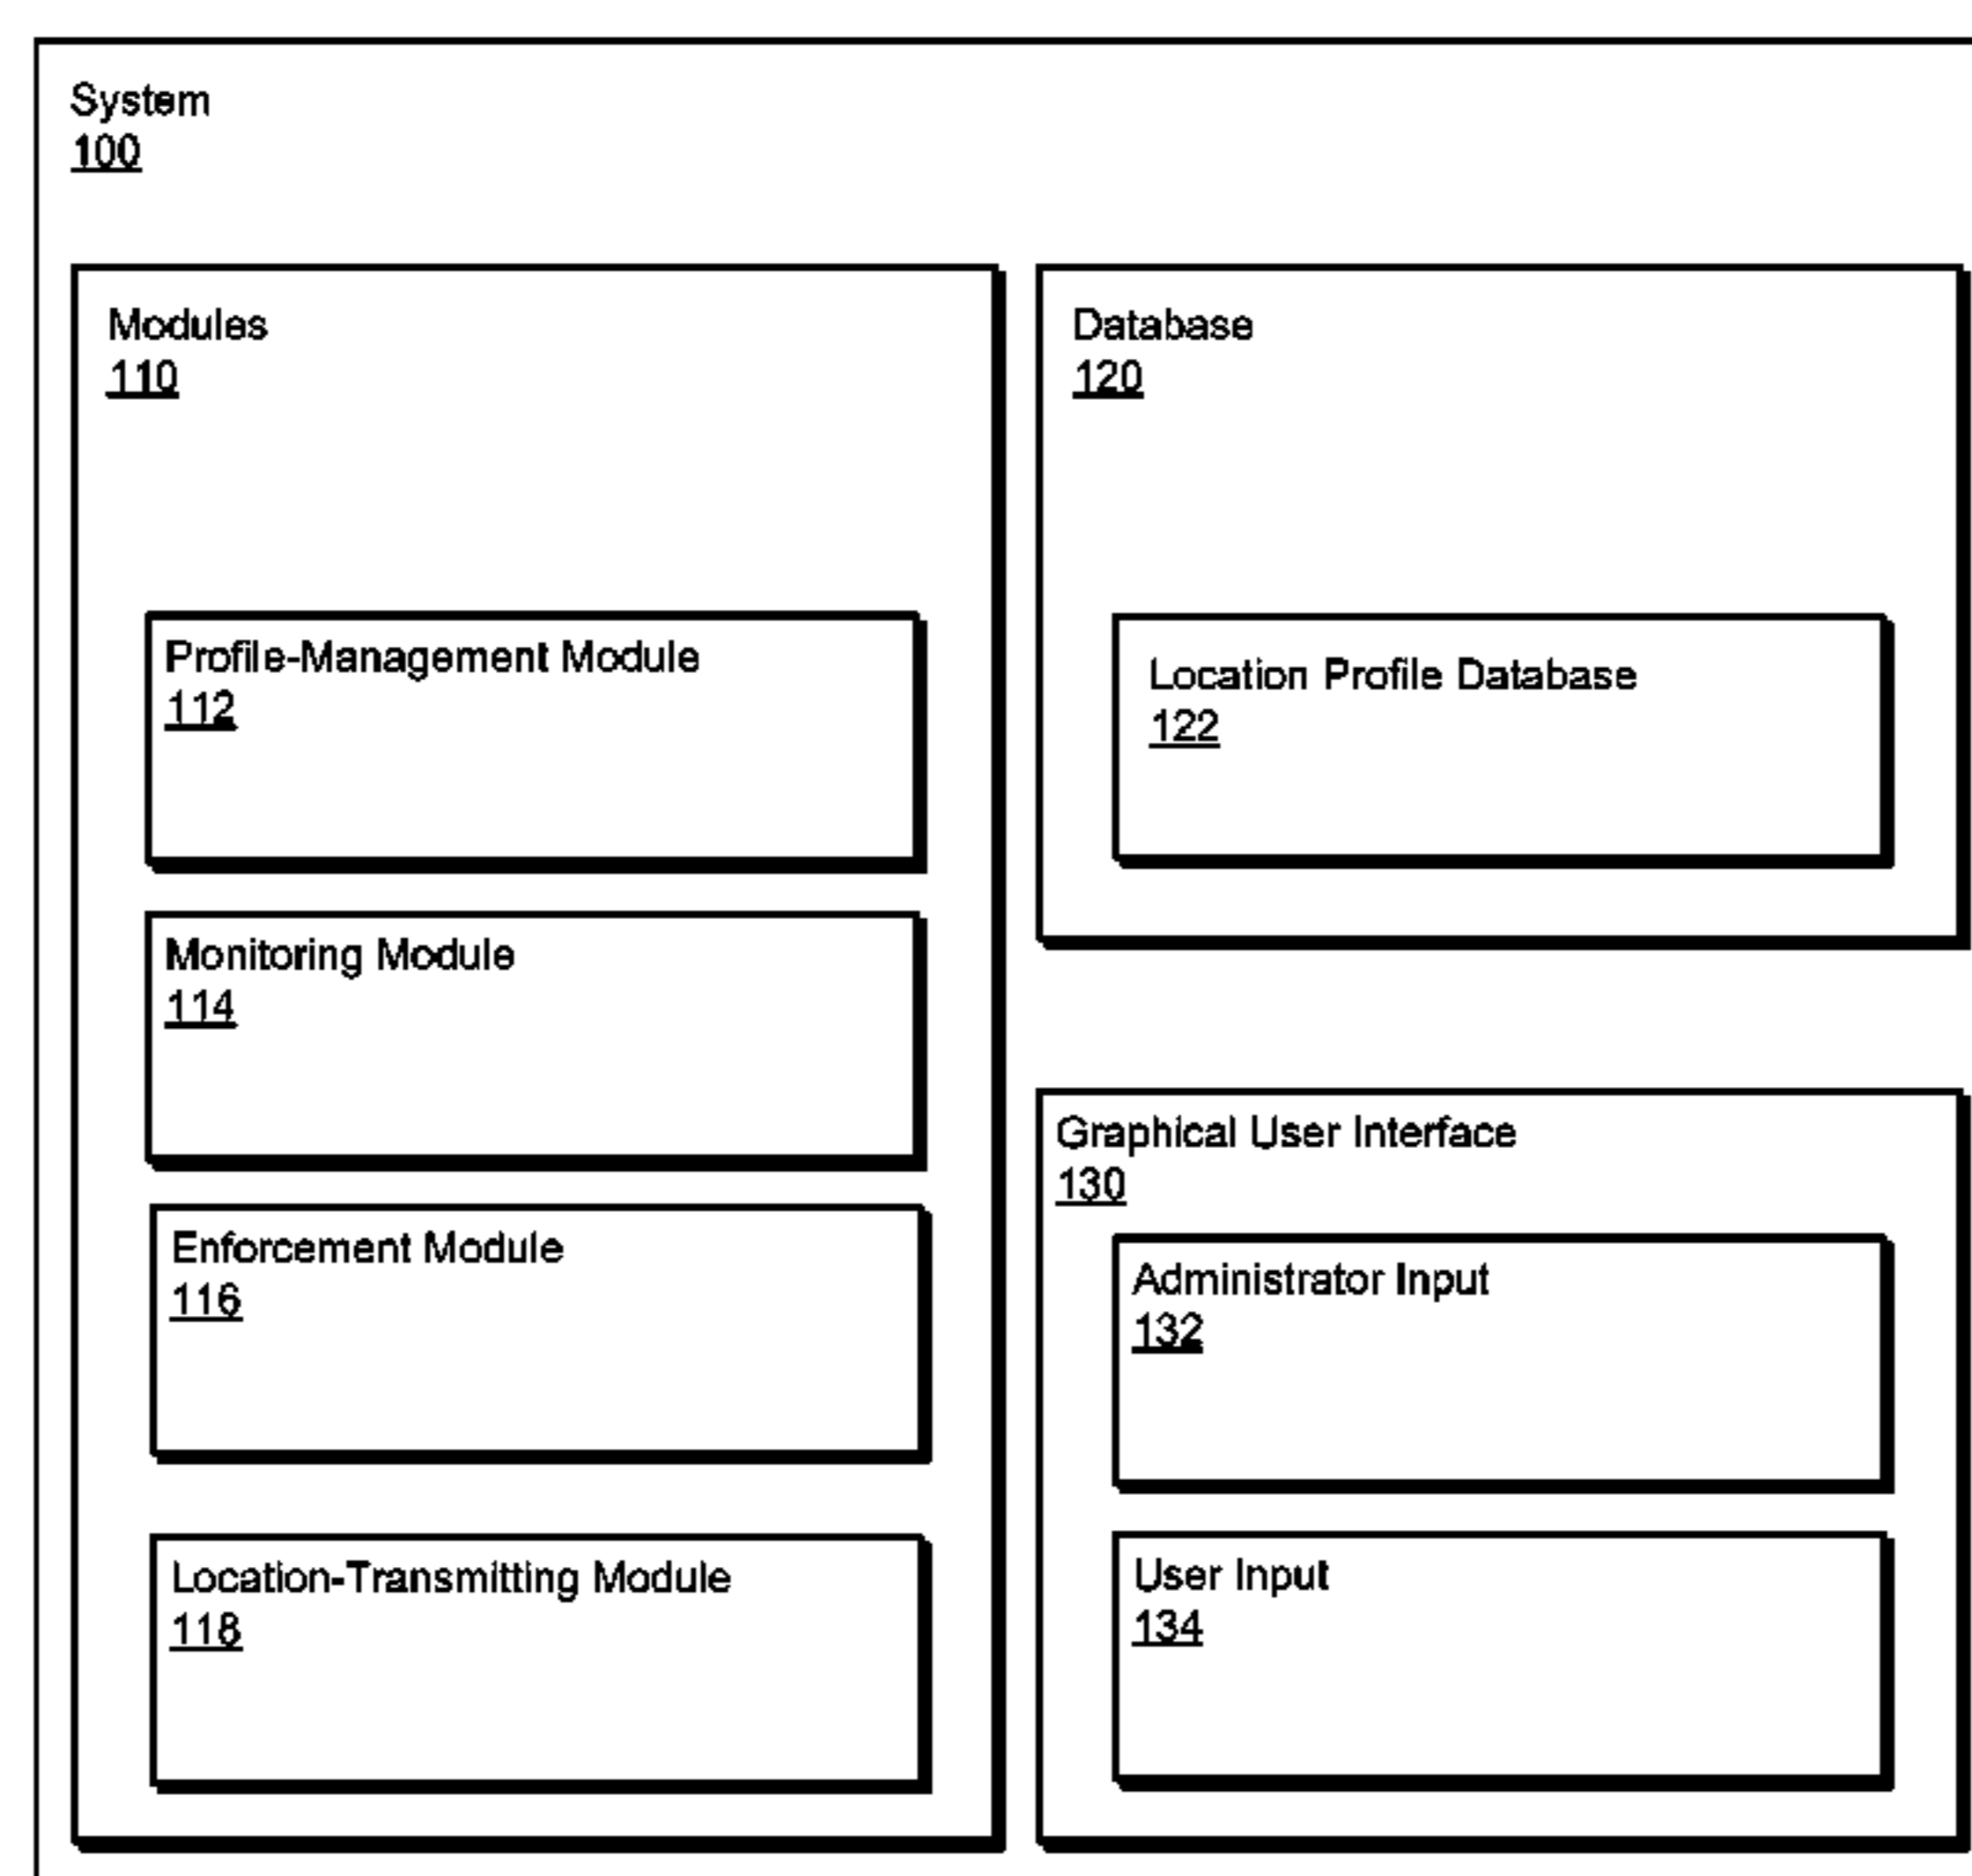 System
100
Modules
110
Profile-Management Module
112
Monitoring Module
114
Enforcement Module
116
Location-Transmitting Module
118
Database
120
Location Profile Database
122
Graphical User Interface
130
Administrator Input
132
User Input
134